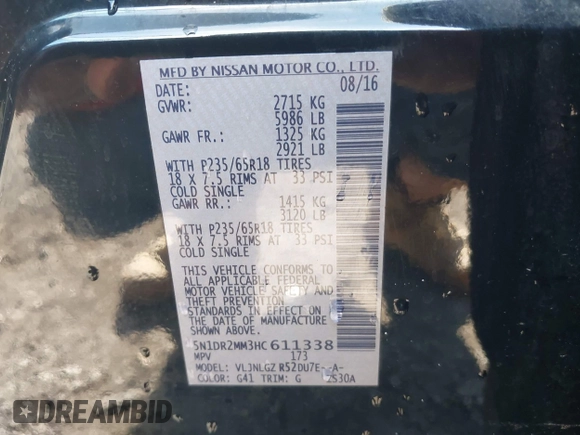 MFD BY NISSAN MOTOR CO., LTD.
DATE: 08/16
GVWR: 2715 KG
5986 LB
GAWR FR.: 1325 KG
2921 LB
WITH P235/65R18 TIRES
18 X 7.5 RIMS AT 33 PSI
COLD SINGLE
GAWR RR.: 1415 KG
3120 LB
WITH P235/65R18 TIRES
18 X 7.5 RIMS AT 33 PSI
COLD SINGLE
THIS VEHICLE CONFORMS TO
ALL APPLICABLE FEDERAL
MOTOR VEHICLE SAFETY AND
THEFT PREVENTION
STANDARDS IN EFFECT ON
THE DATE OF MANUFACTURE
SHOWN ABOVE.
5N1DR2MM3HC611338
MPV 173
MODEL: VLJNLGZ R52DU7E- -A-
COLOR: G41 TRIM: G 2S30A
DREAMBID
dreambid.com